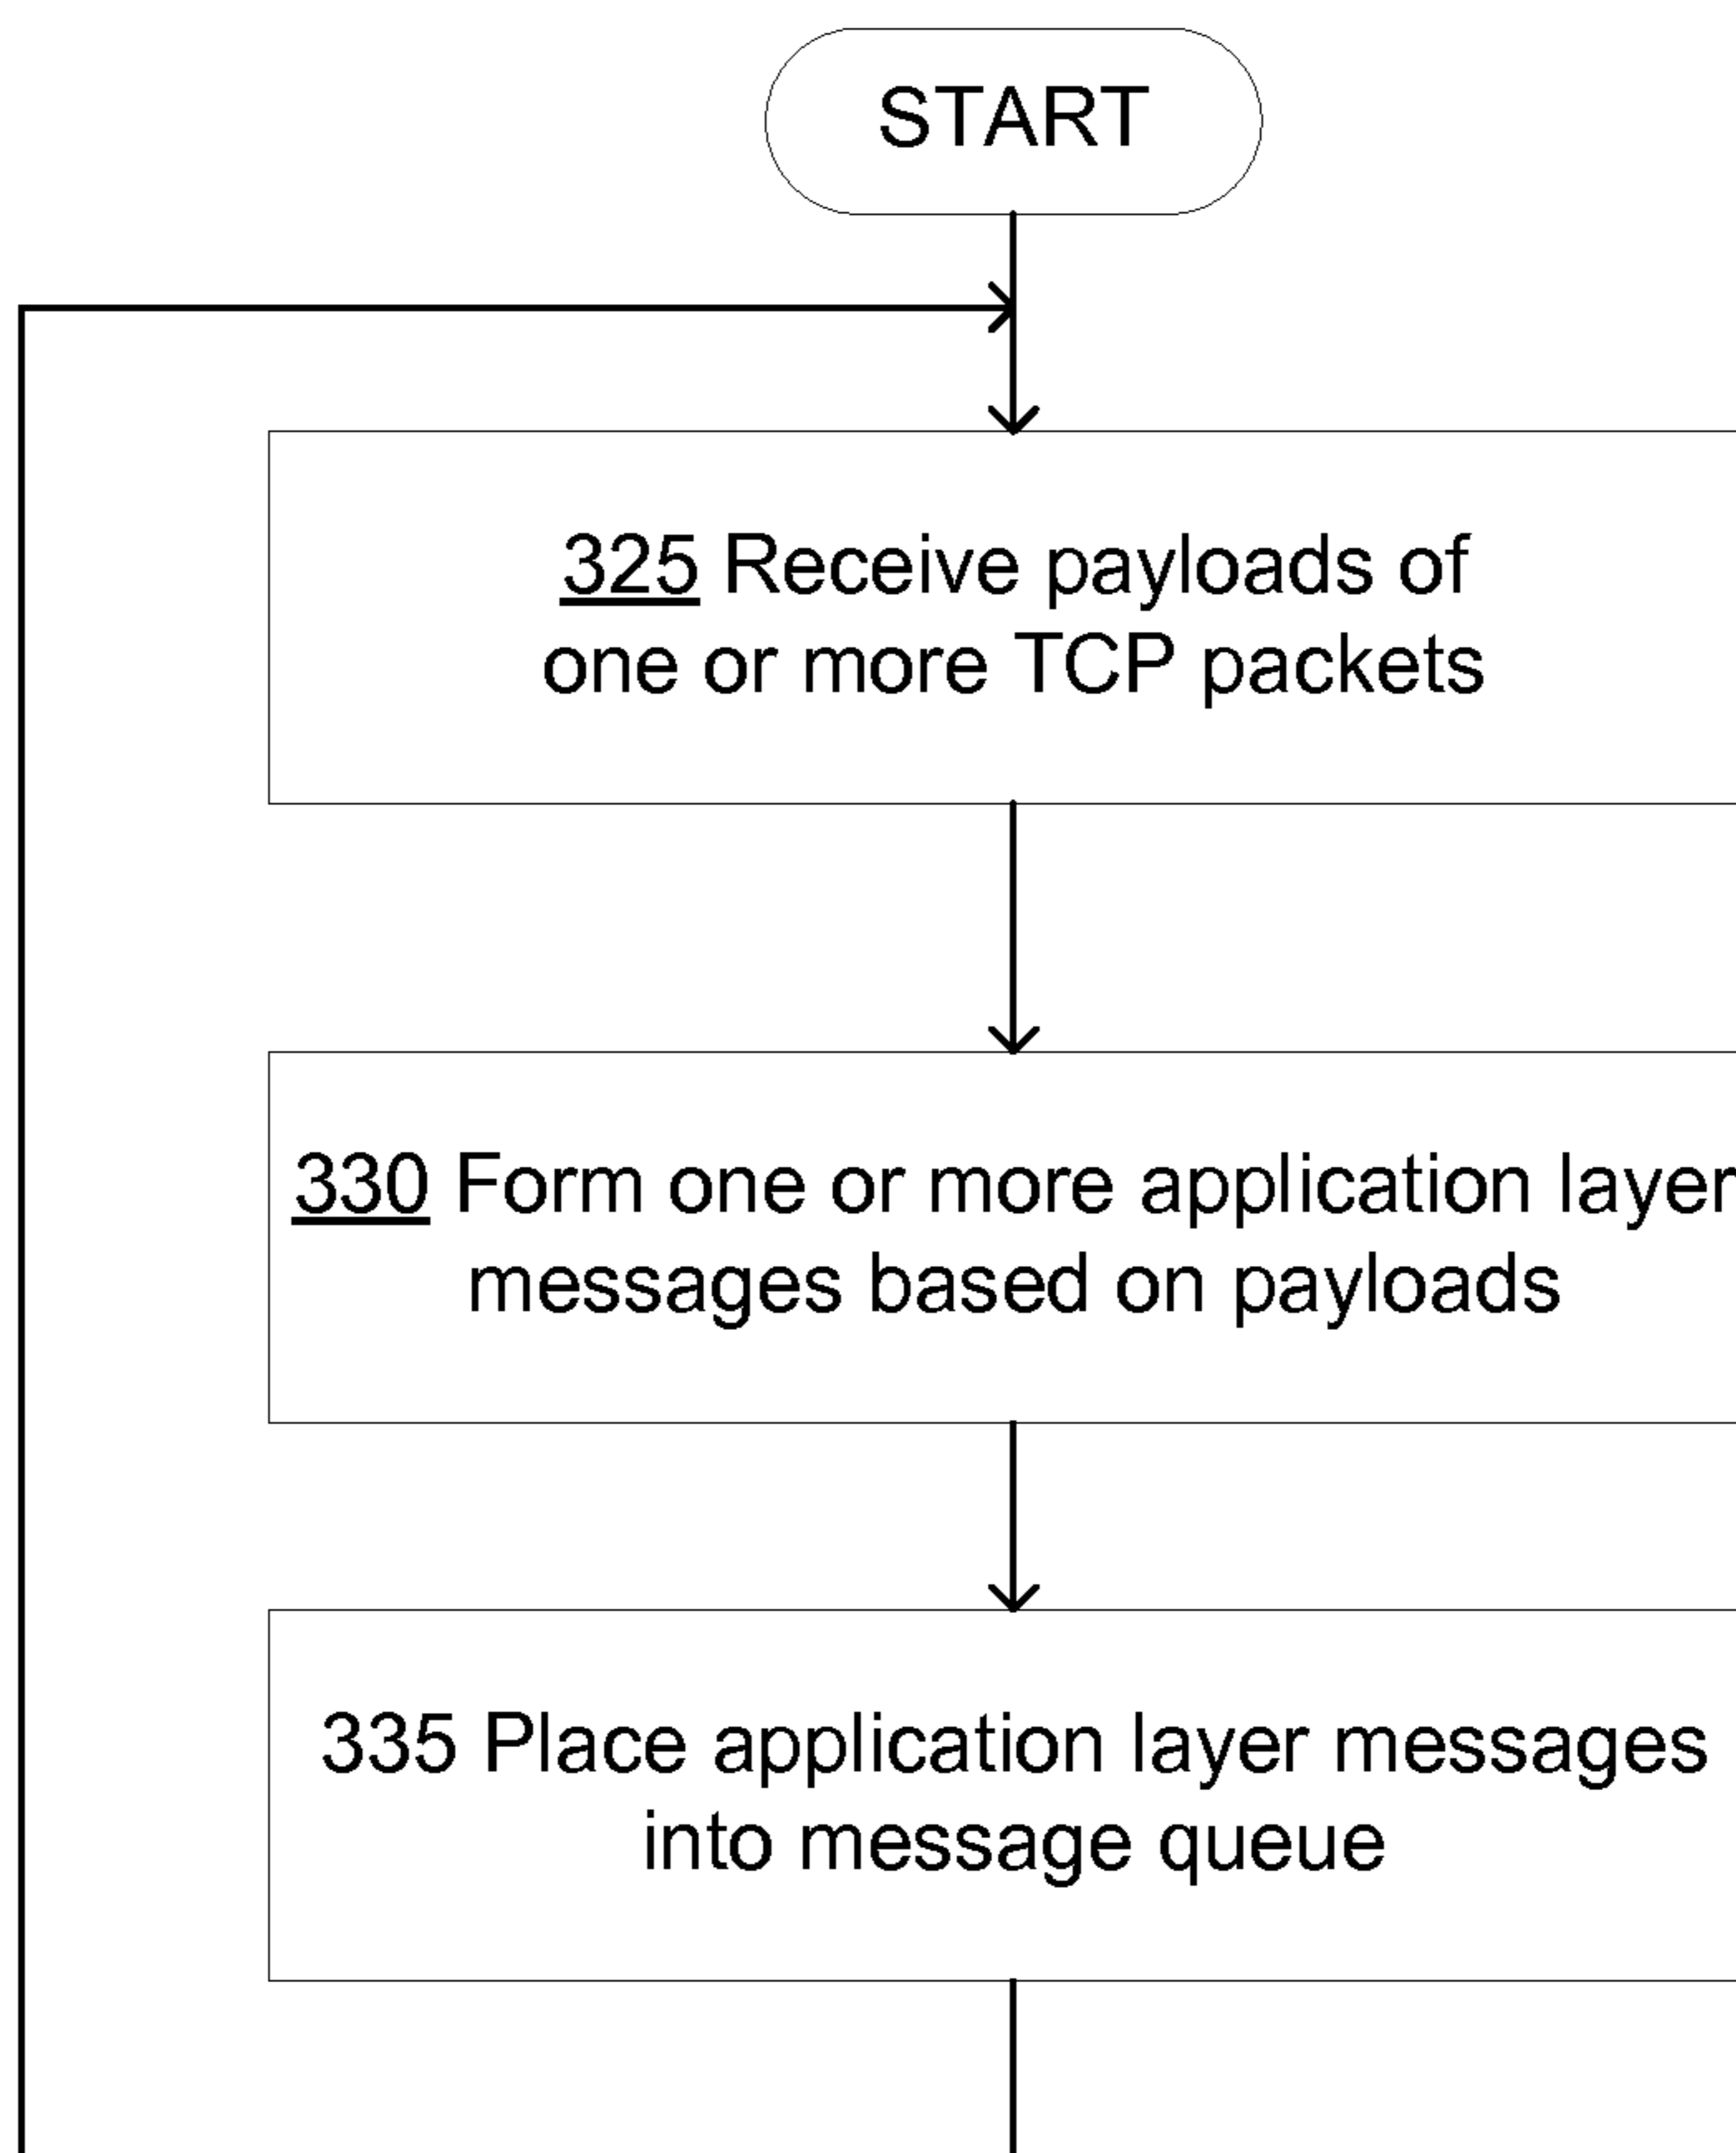 START
325 Receive payloads of
one or more TCP packets
330 Form one or more application layer
messages based on payloads
335 Place application layer messages
into message queue